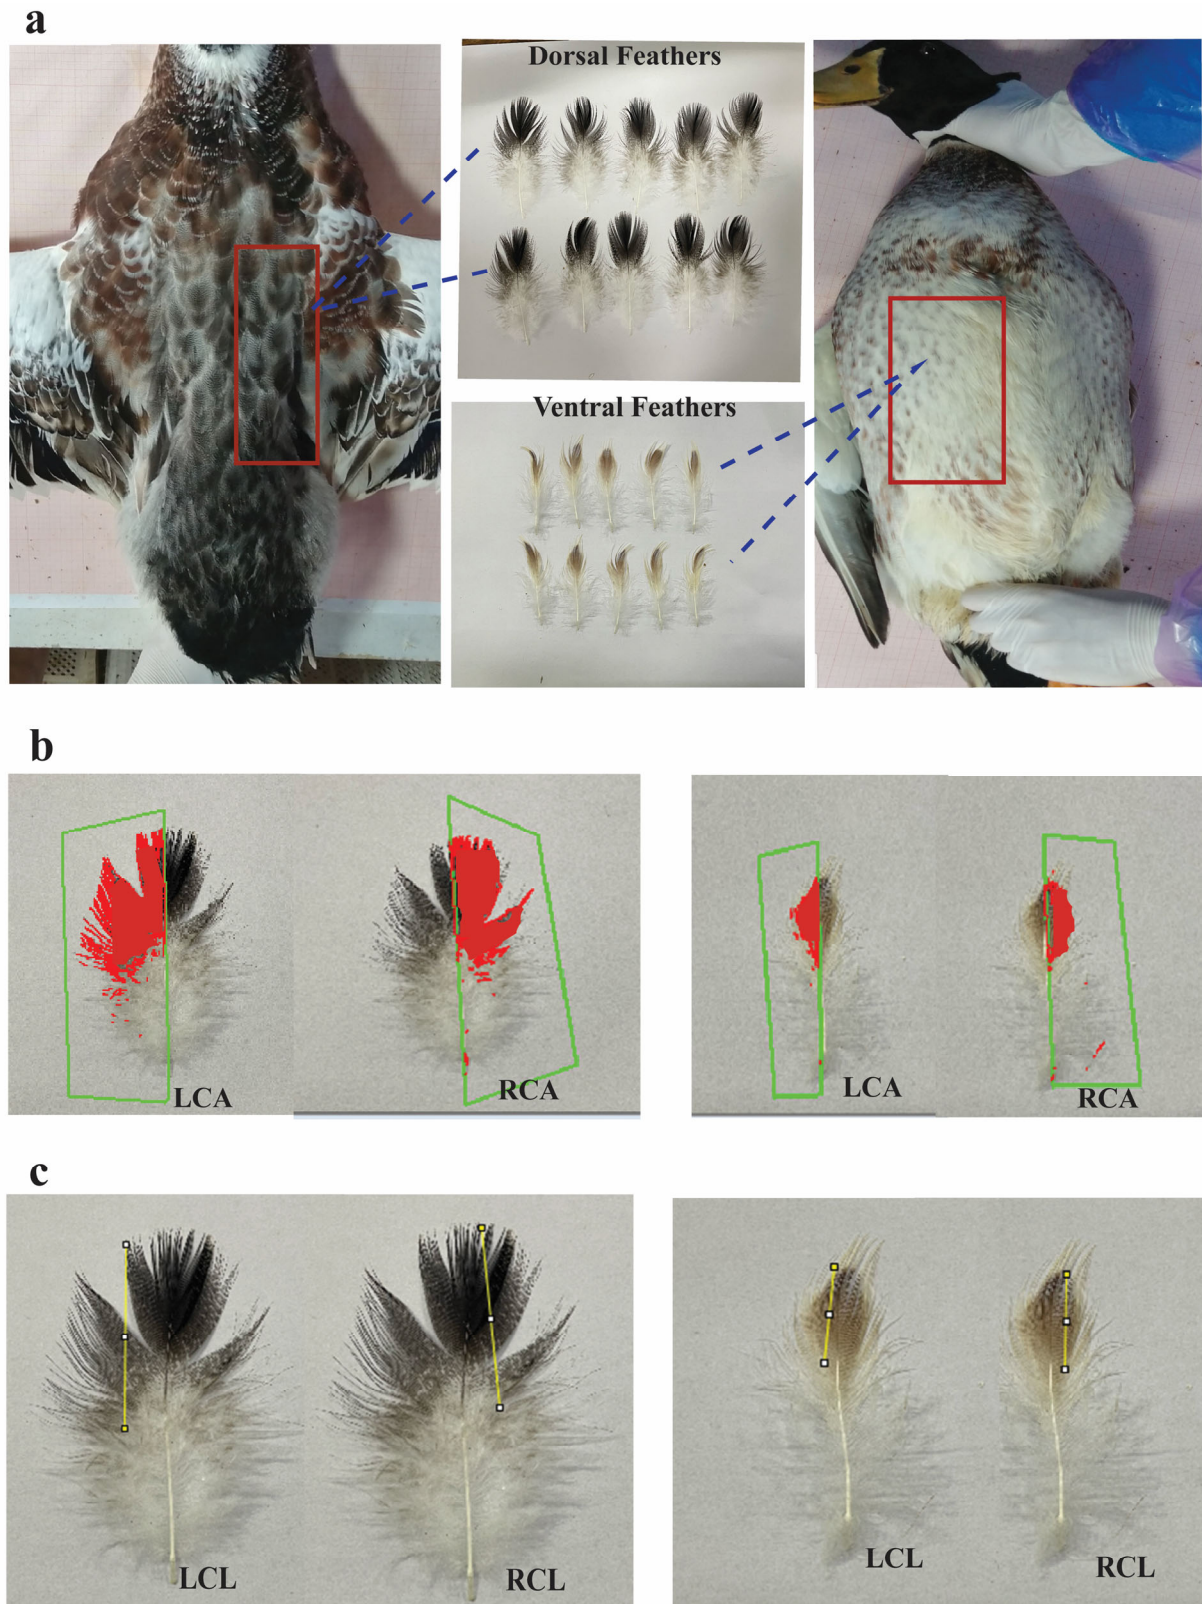 a
Dorsal Feathers
Ventral Feathers
b
LCA
RCA
LCA
RCA
c
LCL
RCL
LCL
RCL